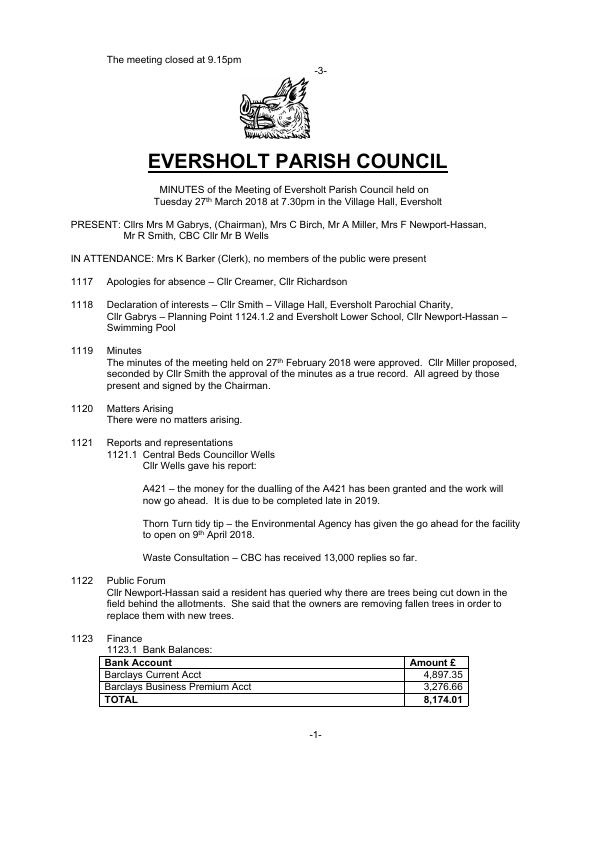 The meeting closed at 9.15pm
-3-
EVERSHOLT PARISH COUNCIL
MINUTES of the Meeting of Eversholt Parish Council held on
Tuesday 27th March 2018 at 7.30pm in the Village Hall, Eversholt
PRESENT: Cllrs Mrs M Gabrys, (Chairman), Mrs C Birch, Mr A Miller, Mrs F Newport-Hassan,
Mr R Smith, CBC Cllr Mr B Wells
IN ATTENDANCE: Mrs K Barker (Clerk), no members of the public were present
1117 Apologies for absence – Cllr Creamer, Cllr Richardson
1118 Declaration of interests – Cllr Smith – Village Hall, Eversholt Parochial Charity,
Cllr Gabrys – Planning Point 1124.1.2 and Eversholt Lower School, Cllr Newport-Hassan –
Swimming Pool
1119 Minutes
The minutes of the meeting held on 27th February 2018 were approved. Cllr Miller proposed,
seconded by Cllr Smith the approval of the minutes as a true record. All agreed by those
present and signed by the Chairman.
1120 Matters Arising
There were no matters arising.
1121 Reports and representations
1121.1 Central Beds Councillor Wells
Cllr Wells gave his report:
A421 – the money for the dualling of the A421 has been granted and the work will
now go ahead. It is due to be completed late in 2019.
Thorn Turn tidy tip – the Environmental Agency has given the go ahead for the facility
to open on 9th April 2018.
Waste Consultation – CBC has received 13,000 replies so far.
1122 Public Forum
Cllr Newport-Hassan said a resident has queried why there are trees being cut down in the
field behind the allotments. She said that the owners are removing fallen trees in order to
replace them with new trees.
1123 Finance
1123.1 Bank Balances:
Bank Account Amount £
Barclays Current Acct 4,897.35
Barclays Business Premium Acct 3,276.66
TOTAL 8,174.01
-1-